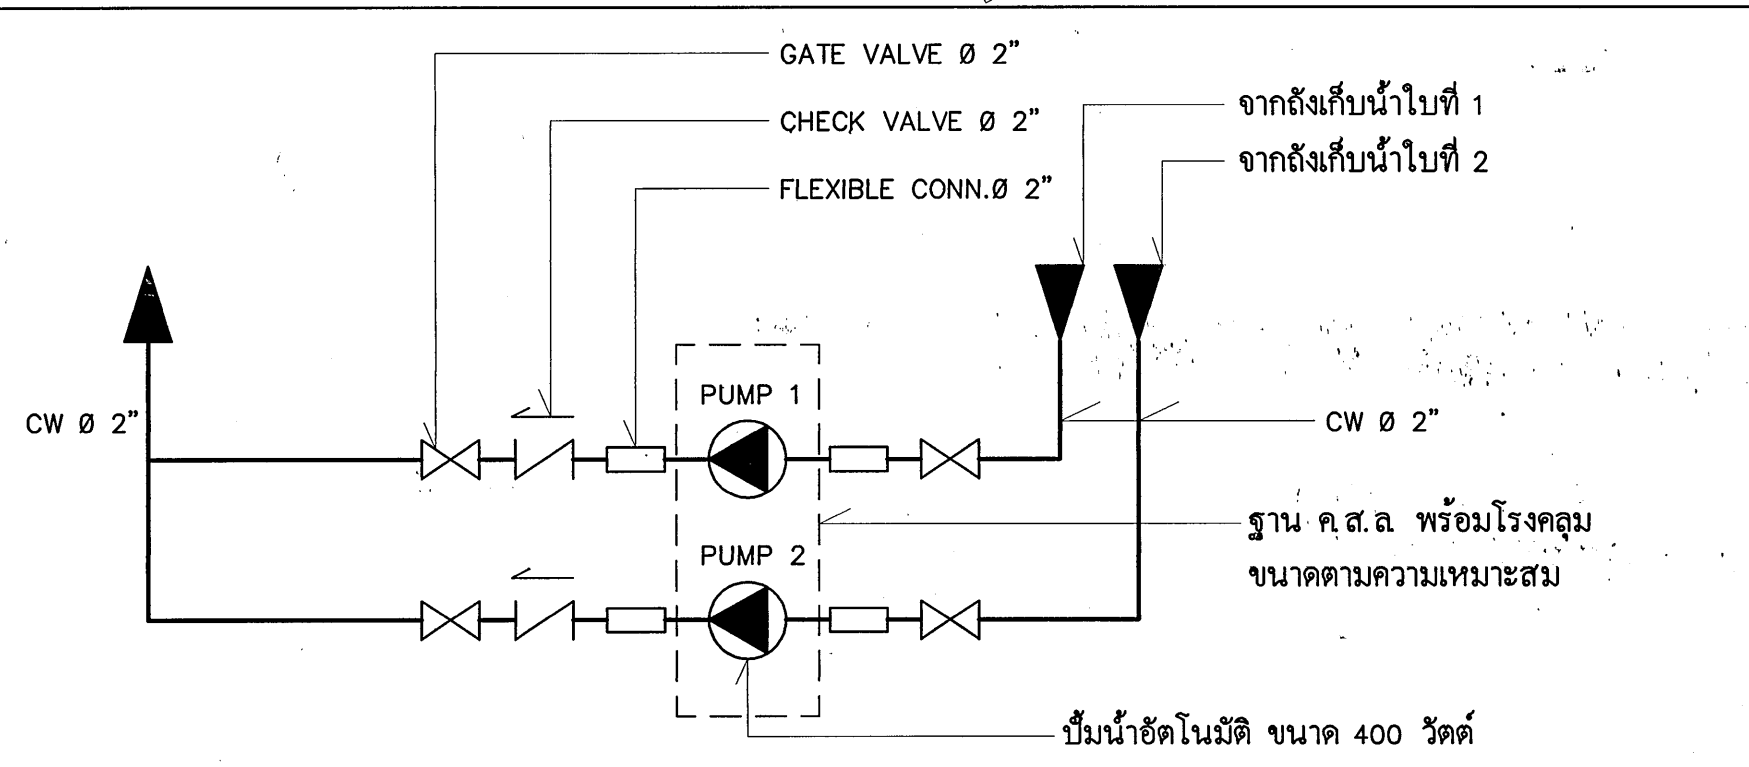 GATE VALVE Ø 2"
CHECK VALVE Ø 2"
FLEXIBLE CONN.Ø 2"
จากถังเก็บน้ำใบที่ 1
จากถังเก็บน้ำใบที่ 2
PUMP 1
CW Ø 2"
CW Ø 2"
ฐาน ค.ส.ล. พร้อมโรงคลุม
ขนาดตามความเหมาะสม
PUMP 2
ปั๊มน้ำอัตโนมัติ ขนาด 400 วัตต์